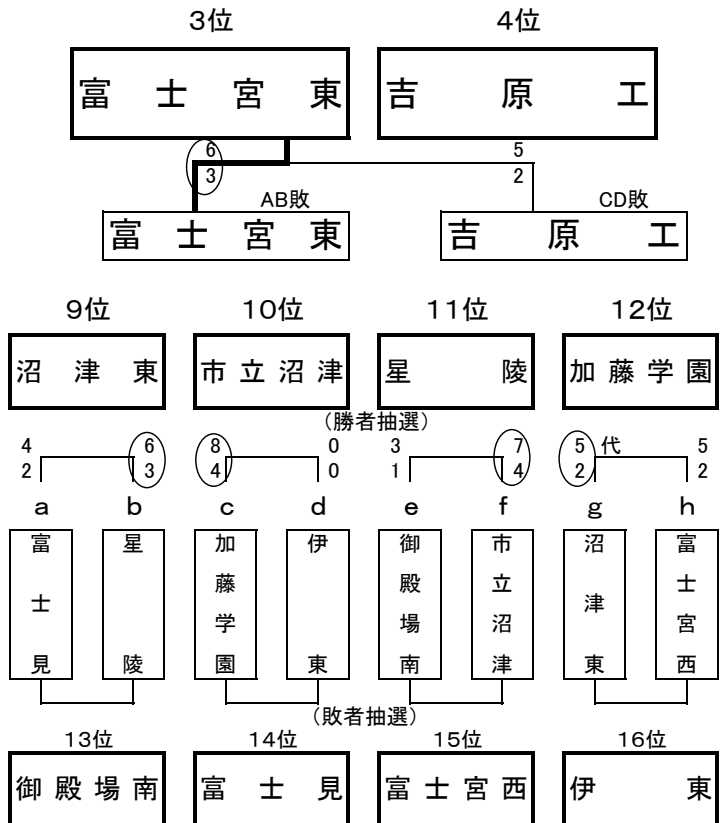 3位 4位
富士宮東 吉原工
6 5
3 2
AB敗 CD敗
富士宮東 吉原工
9位 10位 11位 12位
沼津東 市立沼津 星陵 加藤学園
(勝者抽選)
4 6 8 0 3 7 5 代 5
2 3 4 0 1 4 2 2
a b c d e f g h
富士見 星陵 加藤学園 伊東 御殿場南 市立沼津 沼津東 富士宮西
(敗者抽選)
13位 14位 15位 16位
御殿場南 富士見 富士宮西 伊東